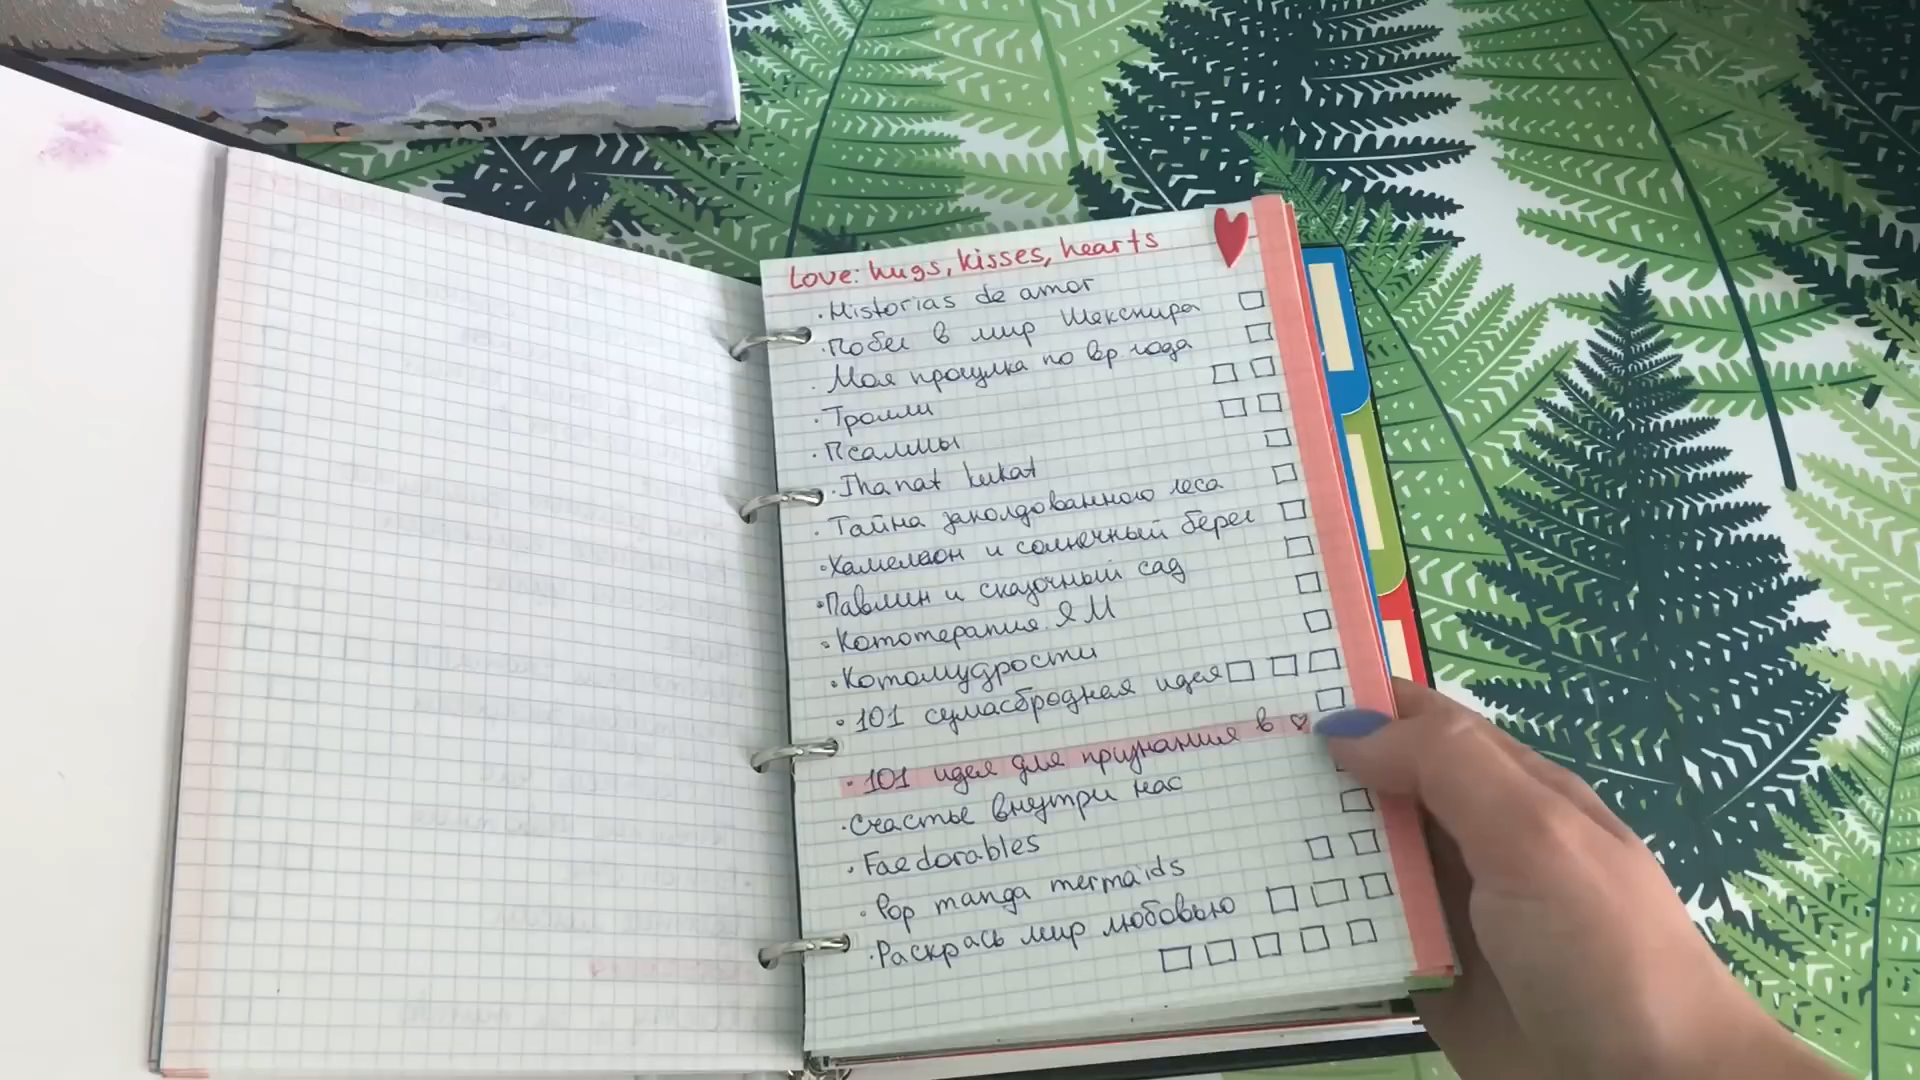 Love: hugs, kisses, hearts
· Historias de amor
· Побег в мир Шекспира
· Моя прогулка по вр. года
· Тролли
· Псалмы
· Ihanat kukat
· Тайна заколдованного леса
· Хамелеон и солнечный берег
· Павлин и сказочный сад
· Кототерапия Я М
· Котомудрости
· 101 сумасбродная идея
· 101 идея для признания в ♡
· Счастье внутри нас
· Faedorables
· Pop manga mermaids
· Раскрась мир любовью